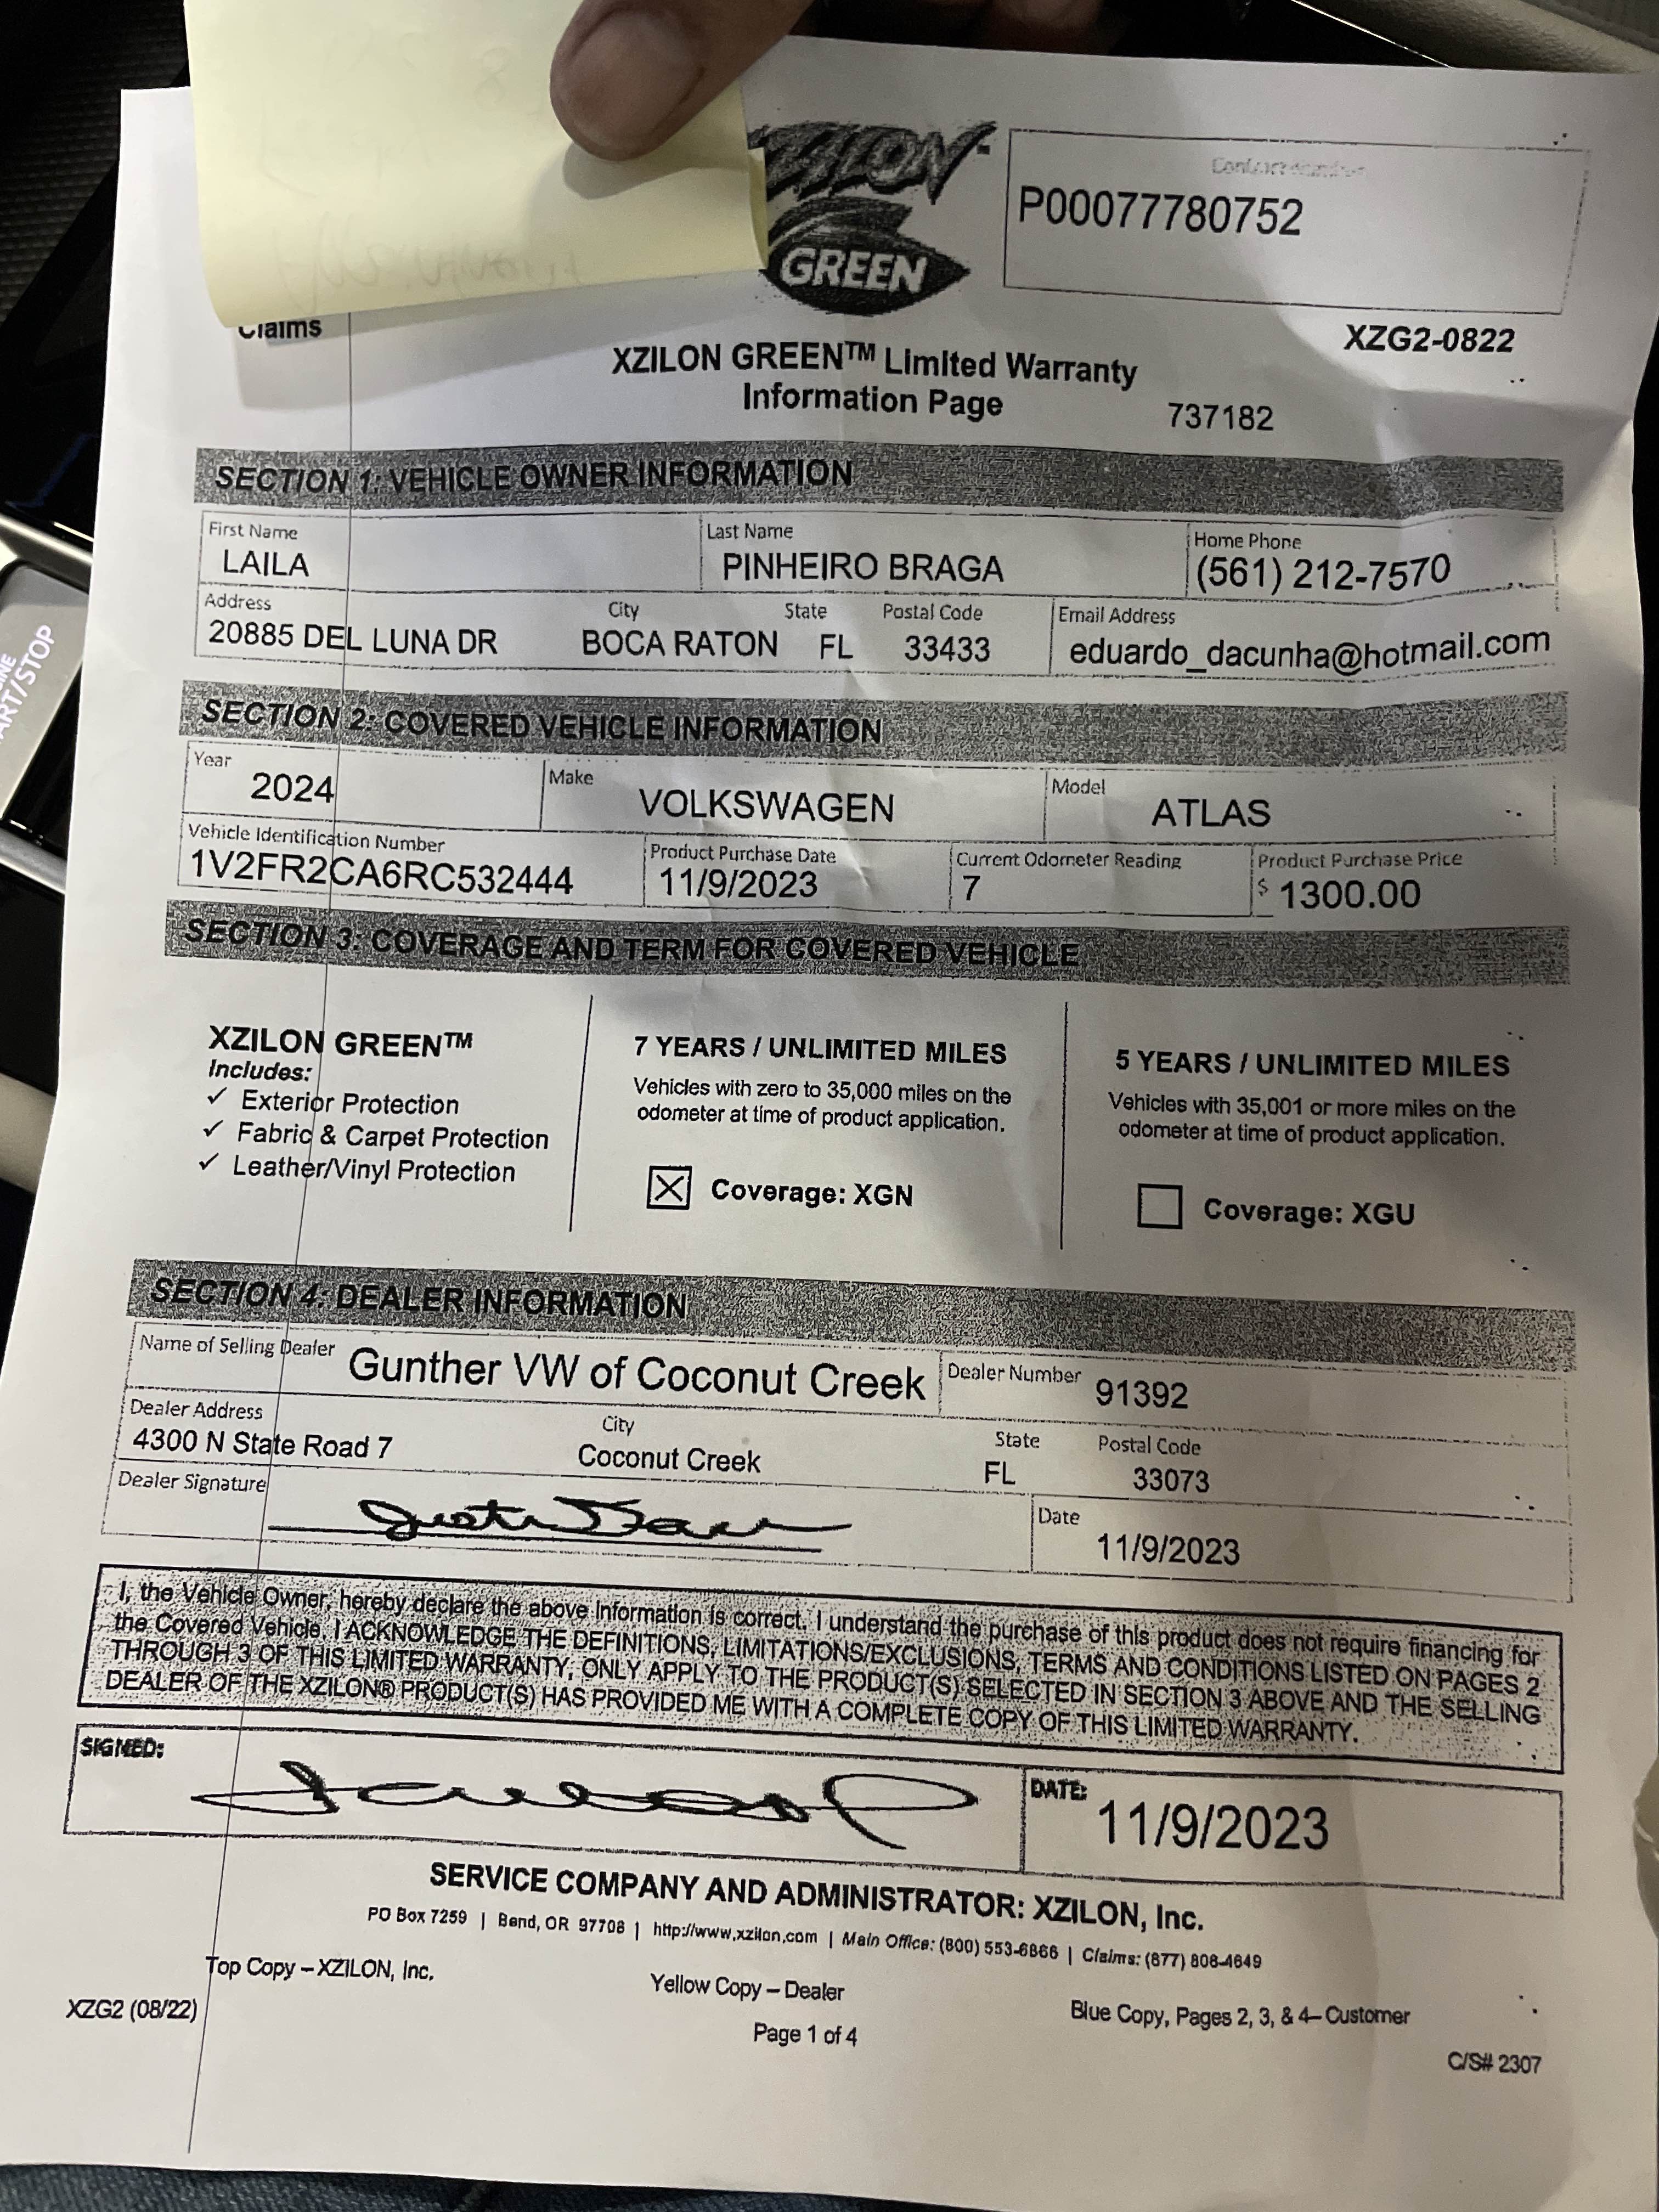 XZILON
GREEN
Contract Number
P00077780752
Claims
XZG2-0822
XZILON GREEN™ Limited Warranty
Information Page
737182
SECTION 1: VEHICLE OWNER INFORMATION
First Name Last Name Home Phone
LAILA PINHEIRO BRAGA (561) 212-7570
Address City State Postal Code Email Address
20885 DEL LUNA DR BOCA RATON FL 33433 eduardo_dacunha@hotmail.com
SECTION 2: COVERED VEHICLE INFORMATION
Year Make Model
2024 VOLKSWAGEN ATLAS
Vehicle Identification Number Product Purchase Date Current Odometer Reading Product Purchase Price
1V2FR2CA6RC532444 11/9/2023 7 $ 1300.00
SECTION 3: COVERAGE AND TERM FOR COVERED VEHICLE
XZILON GREEN™
Includes:
✓ Exterior Protection
✓ Fabric & Carpet Protection
✓ Leather/Vinyl Protection
7 YEARS / UNLIMITED MILES
Vehicles with zero to 35,000 miles on the
odometer at time of product application.
☒ Coverage: XGN
5 YEARS / UNLIMITED MILES
Vehicles with 35,001 or more miles on the
odometer at time of product application.
☐ Coverage: XGU
SECTION 4: DEALER INFORMATION
Name of Selling Dealer Gunther VW of Coconut Creek Dealer Number 91392
Dealer Address City State Postal Code
4300 N State Road 7 Coconut Creek FL 33073
Dealer Signature Date
11/9/2023
I, the Vehicle Owner, hereby declare the above information is correct. I understand the purchase of this product does not require financing for
the Covered Vehicle. I ACKNOWLEDGE THE DEFINITIONS, LIMITATIONS/EXCLUSIONS, TERMS AND CONDITIONS LISTED ON PAGES 2
THROUGH 3 OF THIS LIMITED WARRANTY, ONLY APPLY TO THE PRODUCT(S) SELECTED IN SECTION 3 ABOVE AND THE SELLING
DEALER OF THE XZILON® PRODUCT(S) HAS PROVIDED ME WITH A COMPLETE COPY OF THIS LIMITED WARRANTY.
SIGNED: DATE:
11/9/2023
SERVICE COMPANY AND ADMINISTRATOR: XZILON, Inc.
PO Box 7259 | Bend, OR 97708 | http://www.xzilon.com | Main Office: (800) 553-6866 | Claims: (877) 808-4649
Top Copy – XZILON, Inc. Yellow Copy – Dealer Blue Copy, Pages 2, 3, & 4– Customer
XZG2 (08/22)
Page 1 of 4
C/S# 2307
START/STOP